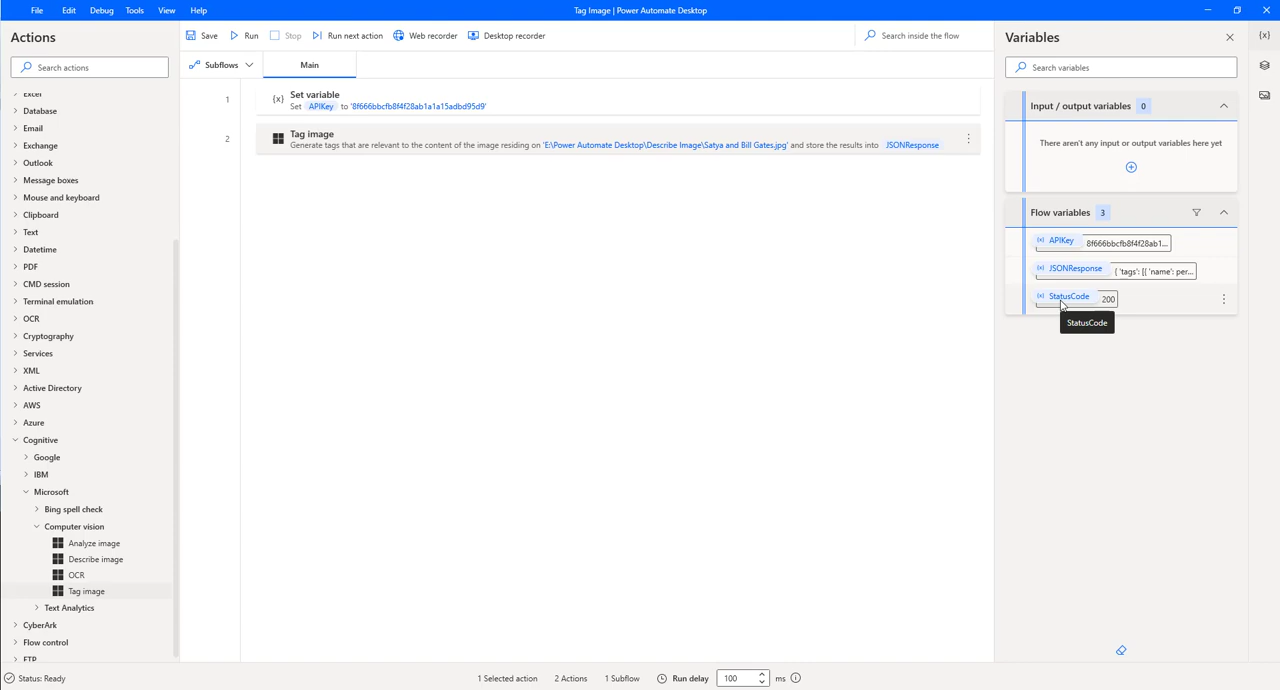 File Edit Debug Tools View Help Tag Image | Power Automate Desktop
Actions
Search actions
Excel
Database
Email
Exchange
Outlook
Message boxes
Mouse and keyboard
Clipboard
Text
Datetime
PDF
CMD session
Terminal emulation
OCR
Cryptography
Services
XML
Active Directory
AWS
Azure
Cognitive
Google
IBM
Microsoft
Bing spell check
Computer vision
Analyze image
Describe image
OCR
Tag image
Text Analytics
CyberArk
Flow control
FTP
Save Run Stop Run next action Web recorder Desktop recorder Search inside the flow
Subflows Main
1 {x} Set variable
Set APIKey to '8f666bbcfb8f4f28ab1a1a15adbd95d9'
2 Tag image
Generate tags that are relevant to the content of the image residing on 'E:\Power Automate Desktop\Describe Image\Satya and Bill Gates.jpg' and store the results into JSONResponse
Variables
{x}
Search variables
Input / output variables 0
There aren't any input or output variables here yet
Flow variables 3
(x) APIKey 8f666bbcfb8f4f28ab1...
(x) JSONResponse { 'tags': [{ 'name': per...
(x) StatusCode 200
StatusCode
Status: Ready 1 Selected action 2 Actions 1 Subflow Run delay 100 ms